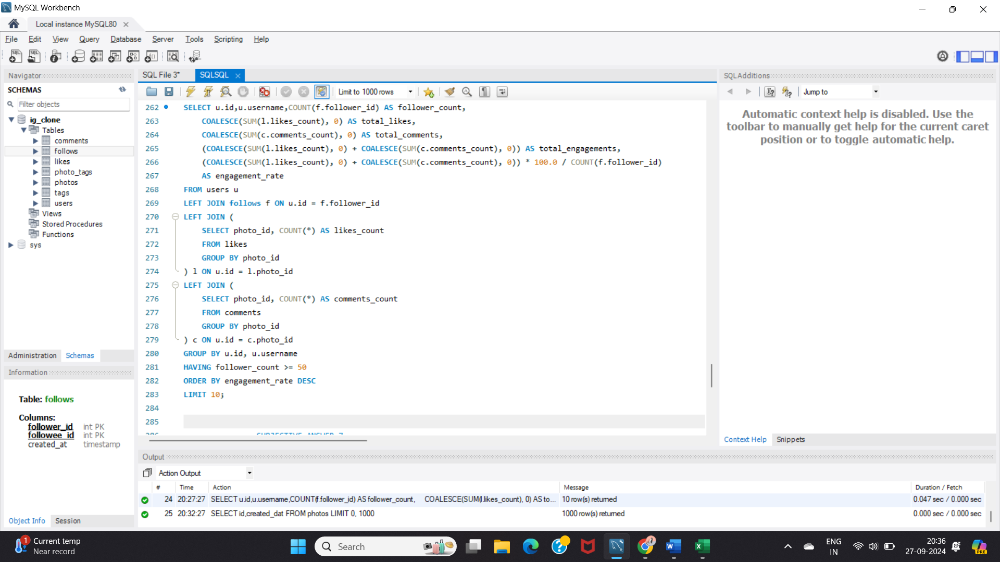 MySQL Workbench
Local instance MySQL80
File Edit View Query Database Server Tools Scripting Help
Navigator
SCHEMAS
Filter objects
ig_clone
Tables
comments
follows
likes
photo_tags
photos
tags
users
Views
Stored Procedures
Functions
sys
Administration Schemas
Information
Table: follows
Columns:
follower_id int PK
followee_id int PK
created_at timestamp
Object Info Session
SQL File 3* SQLSQL
Limit to 1000 rows
262 SELECT u.id,u.username,COUNT(f.follower_id) AS follower_count,
263 COALESCE(SUM(l.likes_count), 0) AS total_likes,
264 COALESCE(SUM(c.comments_count), 0) AS total_comments,
265 (COALESCE(SUM(l.likes_count), 0) + COALESCE(SUM(c.comments_count), 0)) AS total_engagements,
266 (COALESCE(SUM(l.likes_count), 0) + COALESCE(SUM(c.comments_count), 0)) * 100.0 / COUNT(f.follower_id)
267 AS engagement_rate
268 FROM users u
269 LEFT JOIN follows f ON u.id = f.follower_id
270 LEFT JOIN (
271 SELECT photo_id, COUNT(*) AS likes_count
272 FROM likes
273 GROUP BY photo_id
274 ) l ON u.id = l.photo_id
275 LEFT JOIN (
276 SELECT photo_id, COUNT(*) AS comments_count
277 FROM comments
278 GROUP BY photo_id
279 ) c ON u.id = c.photo_id
280 GROUP BY u.id, u.username
281 HAVING follower_count >= 50
282 ORDER BY engagement_rate DESC
283 LIMIT 10;
284
285
286 SUBJECTIVE ANSWER 7
SQLAdditions
Jump to
Automatic context help is disabled. Use the
toolbar to manually get help for the current caret
position or to toggle automatic help.
Context Help Snippets
Output
Action Output
# Time Action Message Duration / Fetch
24 20:27:27 SELECT u.id,u.username,COUNT(f.follower_id) AS follower_count, COALESCE(SUM(l.likes_count), 0) AS to... 10 row(s) returned 0.047 sec / 0.000 sec
25 20:32:27 SELECT id,created_dat FROM photos LIMIT 0, 1000 1000 row(s) returned 0.000 sec / 0.000 sec
1
Current temp
Near record
Search
ENG
IN
20:36
27-09-2024
PRE